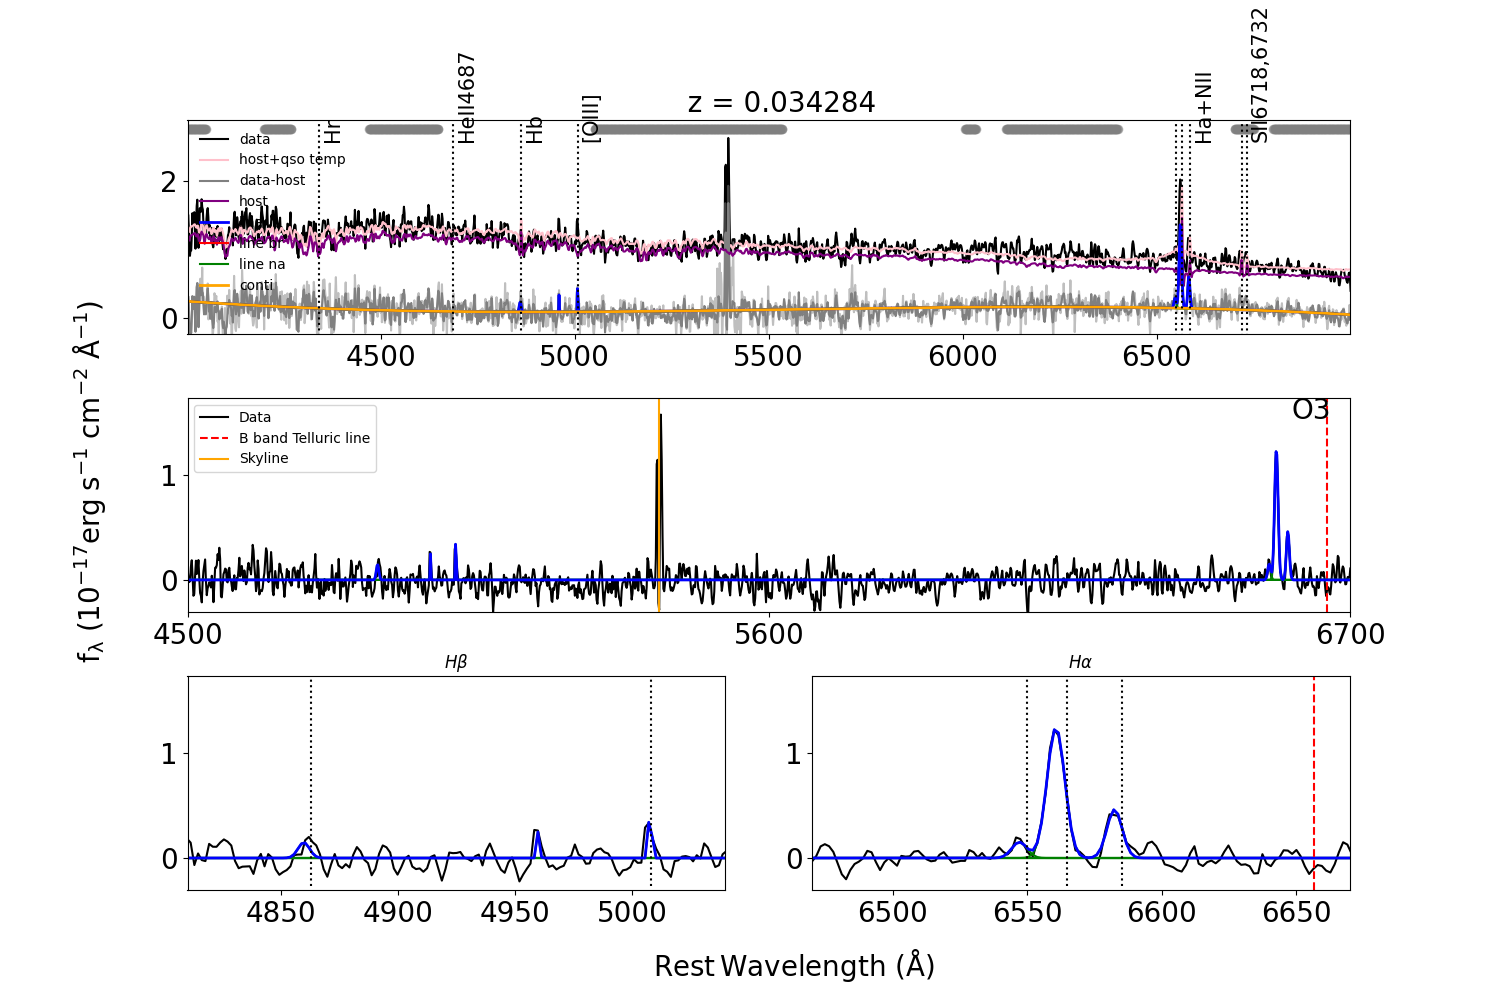 z = 0.034284
Hr
HeII4687
Hb
[OIII]
Ha+NII
SII6718,6732
data
host+qso temp
data-host
host
line br
line na
conti
2
0
4500
5000
5500
6000
6500
fλ (10⁻¹⁷erg s⁻¹ cm⁻² Å⁻¹)
Data
B band Telluric line
Skyline
O3
1
0
4500
5600
6700
Hβ
1
0
4850
4900
4950
5000
Hα
1
0
6500
6550
6600
6650
Rest Wavelength (Å)